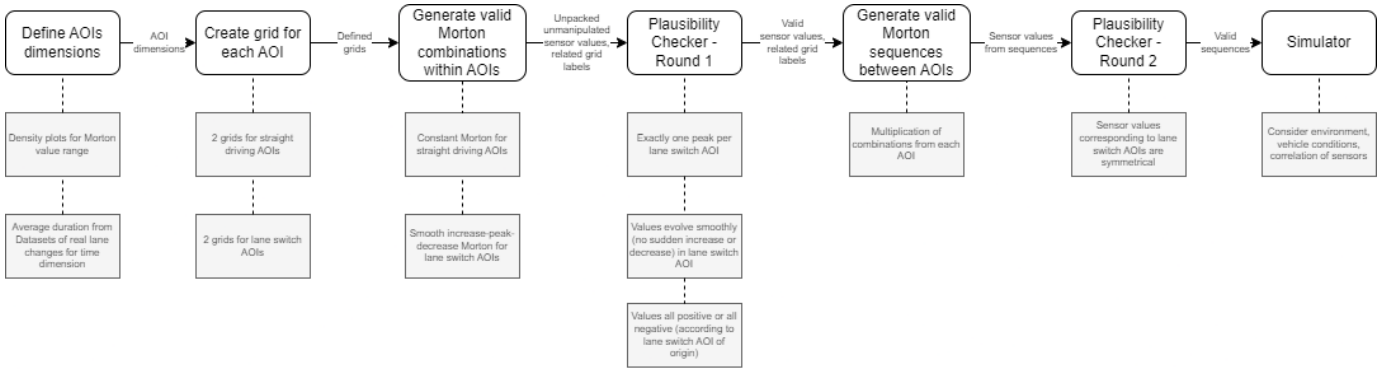 Define AOIs
dimensions
AOI
dimensions
Create grid for
each AOI
Defined
grids
Generate valid
Morton
combinations
within AOIs
Unpacked
unmanipulated
sensor values,
related grid
labels
Plausibility
Checker -
Round 1
Valid
sensor values,
related grid
labels
Generate valid
Morton
sequences
between AOIs
Sensor values
from sequences
Plausibility
Checker -
Round 2
Valid
sequences
Simulator
Density plots for Morton
value range
2 grids for straight
driving AOIs
Constant Morton for
straight driving AOIs
Exactly one peak per
lane switch AOI
Multiplication of
combinations from each
AOI
Sensor values
corresponding to lane
switch AOIs are
symmetrical
Consider environment,
vehicle conditions,
correlation of sensors
Average duration from
Datasets of real lane
changes for time
dimension
2 grids for lane switch
AOIs
Smooth increase-peak-
decrease Morton for
lane switch AOIs
Values evolve smoothly
(no sudden increase or
decrease) in lane switch
AOI
Values all positive or all
negative (according to
lane switch AOI of
origin)